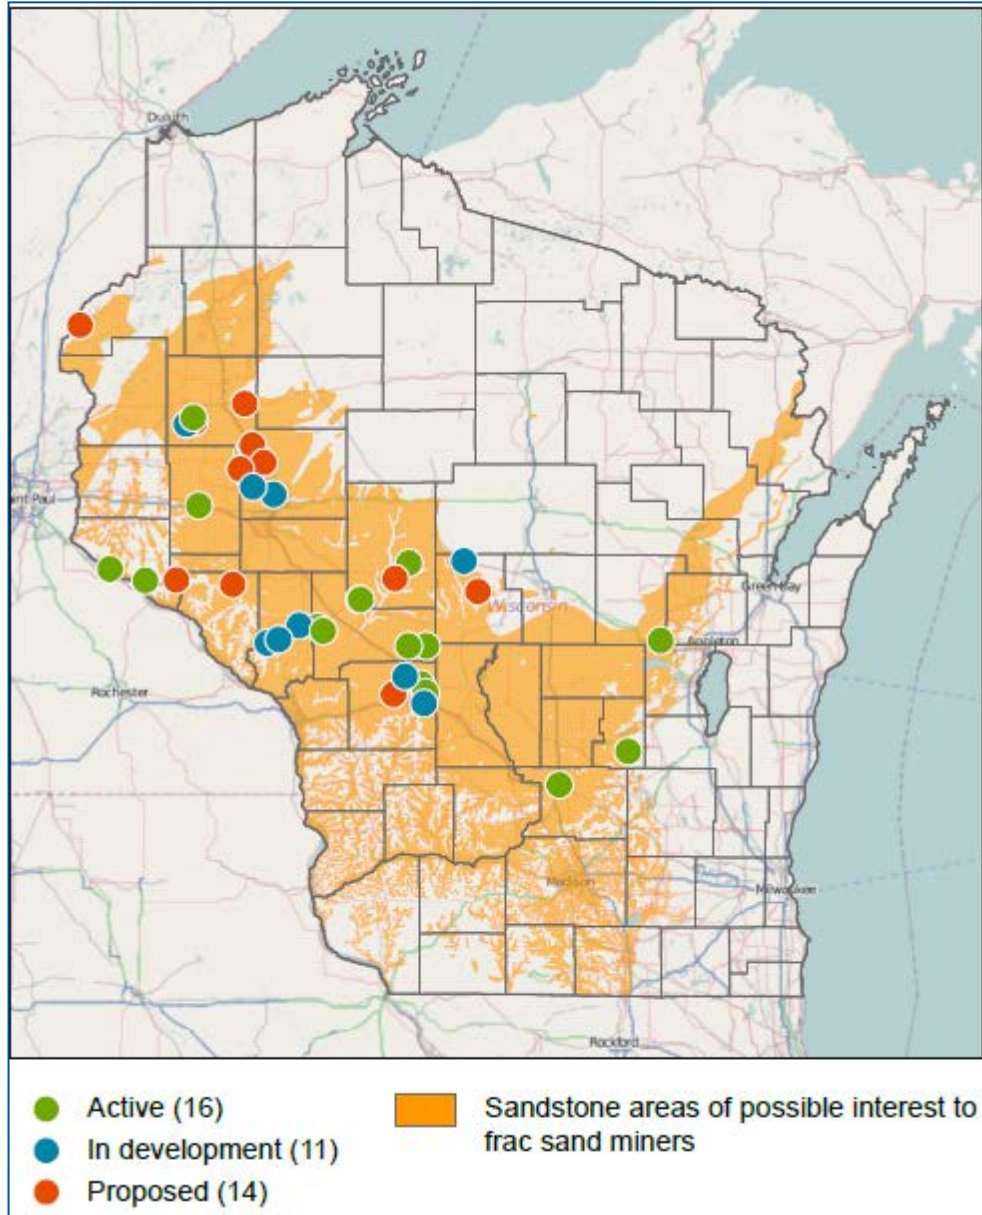 Duluth
int Paul
Wisconsin
Green Bay
Appleton
Rochester
Madison
Milwaukee
Rockford
Active (16)
In development (11)
Proposed (14)
Sandstone areas of possible interest to
frac sand miners